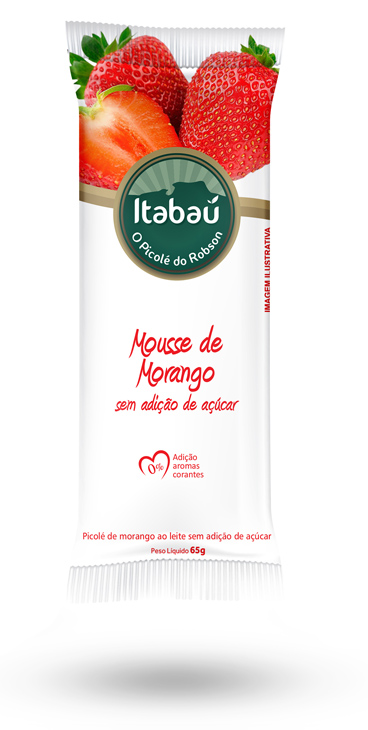 Itabaú
O Picolé do Robson
IMAGEM ILUSTRATIVA
Mousse de
Morango
sem adição de açúcar
0%
Adição
aromas
corantes
Picolé de morango ao leite sem adição de açúcar
Peso Líquido 65g